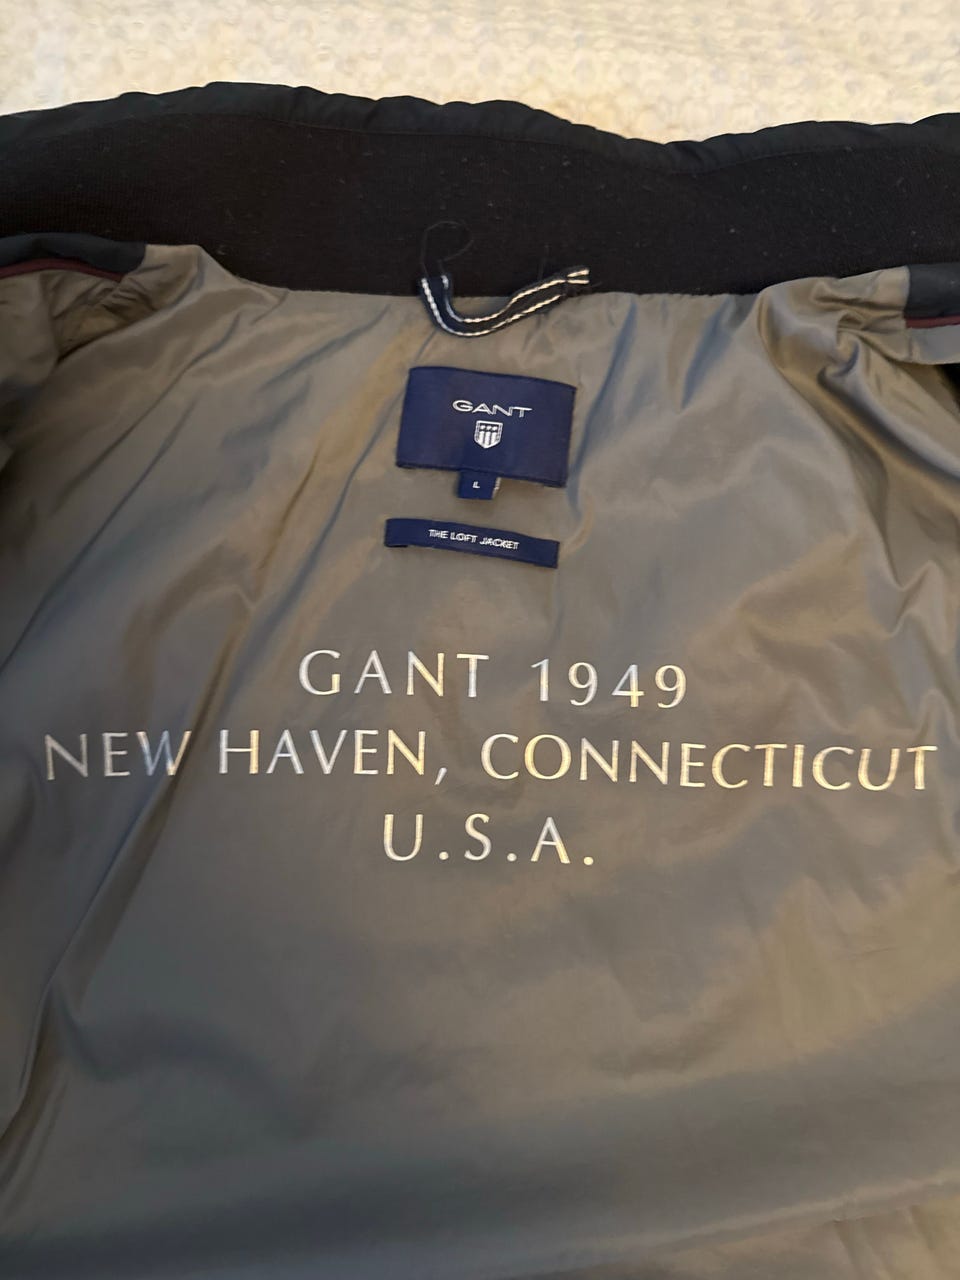 GANT
L
THE LOFT JACKET
GANT 1949
NEW HAVEN, CONNECTICUT
U.S.A.